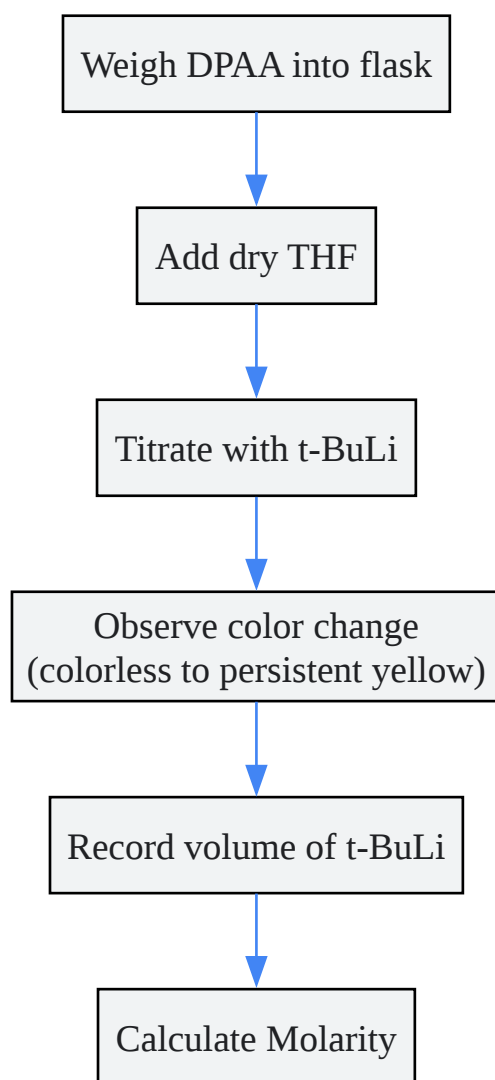 Weigh DPAA into flask
Add dry THF
Titrate with t-BuLi
Observe color change
(colorless to persistent yellow)
Record volume of t-BuLi
Calculate Molarity